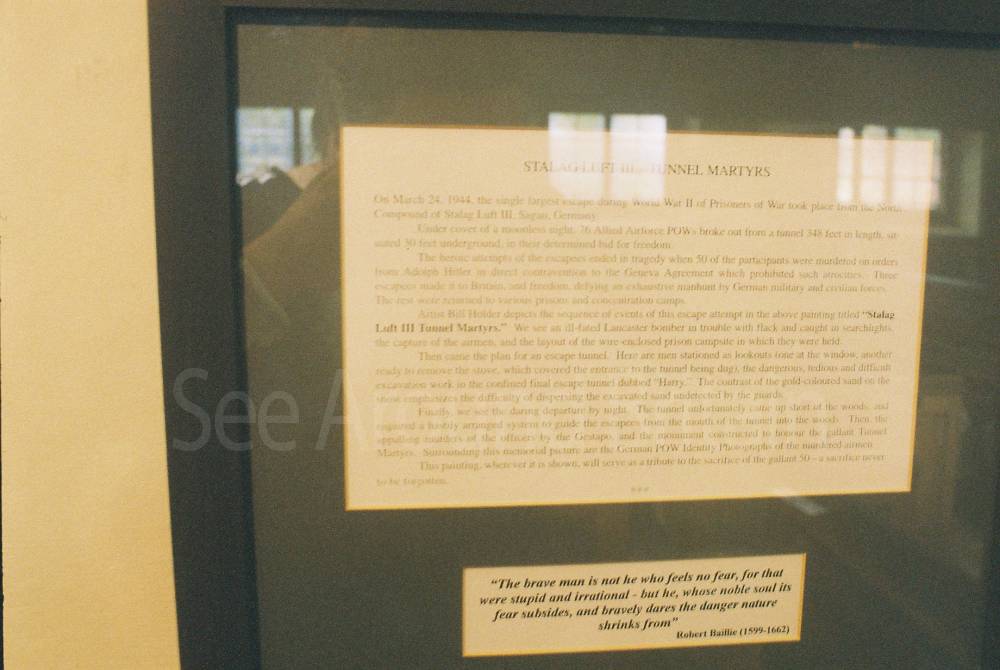 STALAG LUFT III - TUNNEL MARTYRS
On March 24, 1944, the single largest escape during World War II of Prisoners of War took place from the North
Compound of Stalag Luft III, Sagan, Germany.
Under cover of a moonless night, 76 Allied Airforce POWs broke out from a tunnel 348 feet in length, sit-
uated 30 feet underground, in their determined bid for freedom.
The heroic attempts of the escapees ended in tragedy when 50 of the participants were murdered on orders
from Adolph Hitler in direct contravention to the Geneva Agreement which prohibited such atrocities. Three
escapees made it to Britain, and freedom, defying an exhaustive manhunt by German military and civilian forces.
The rest were returned to various prisons and concentration camps.
Artist Bill Holder depicts the sequence of events of this escape attempt in the above painting titled "Stalag
Luft III Tunnel Martyrs." We see an ill-fated Lancaster bomber in trouble with flack and caught in searchlights,
the capture of the airmen, and the layout of the wire-enclosed prison campsite in which they were held.
Then came the plan for an escape tunnel. Here are men stationed as lookouts (one at the window, another
ready to remove the stove, which covered the entrance to the tunnel being dug), the dangerous, tedious and difficult
excavation work in the confined final escape tunnel dubbed "Harry." The contrast of the gold-coloured sand on the
snow emphasizes the difficulty of dispersing the excavated sand undetected by the guards.
Finally, we see the daring departure by night. The tunnel unfortunately came up short of the woods, and
required a hastily arranged system to guide the escapees from the mouth of the tunnel into the woods. Then, the
appalling murders of the officers by the Gestapo, and the monument constructed to honour the gallant Tunnel
Martyrs. Surrounding this memorial picture are the German POW Identity Photographs of the murdered airmen.
This painting, wherever it is shown, will serve as a tribute to the sacrifice of the gallant 50 – a sacrifice never
to be forgotten.
***
"The brave man is not he who feels no fear, for that
were stupid and irrational - but he, whose noble soul its
fear subsides, and bravely dares the danger nature
shrinks from"
Robert Baillie (1599-1662)
See